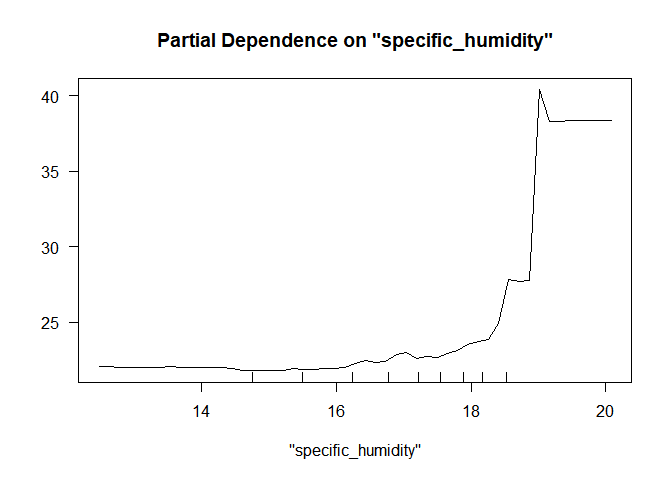 Partial Dependence on "specific_humidity"
40
35
30
25
14 16 18 20
"specific_humidity"